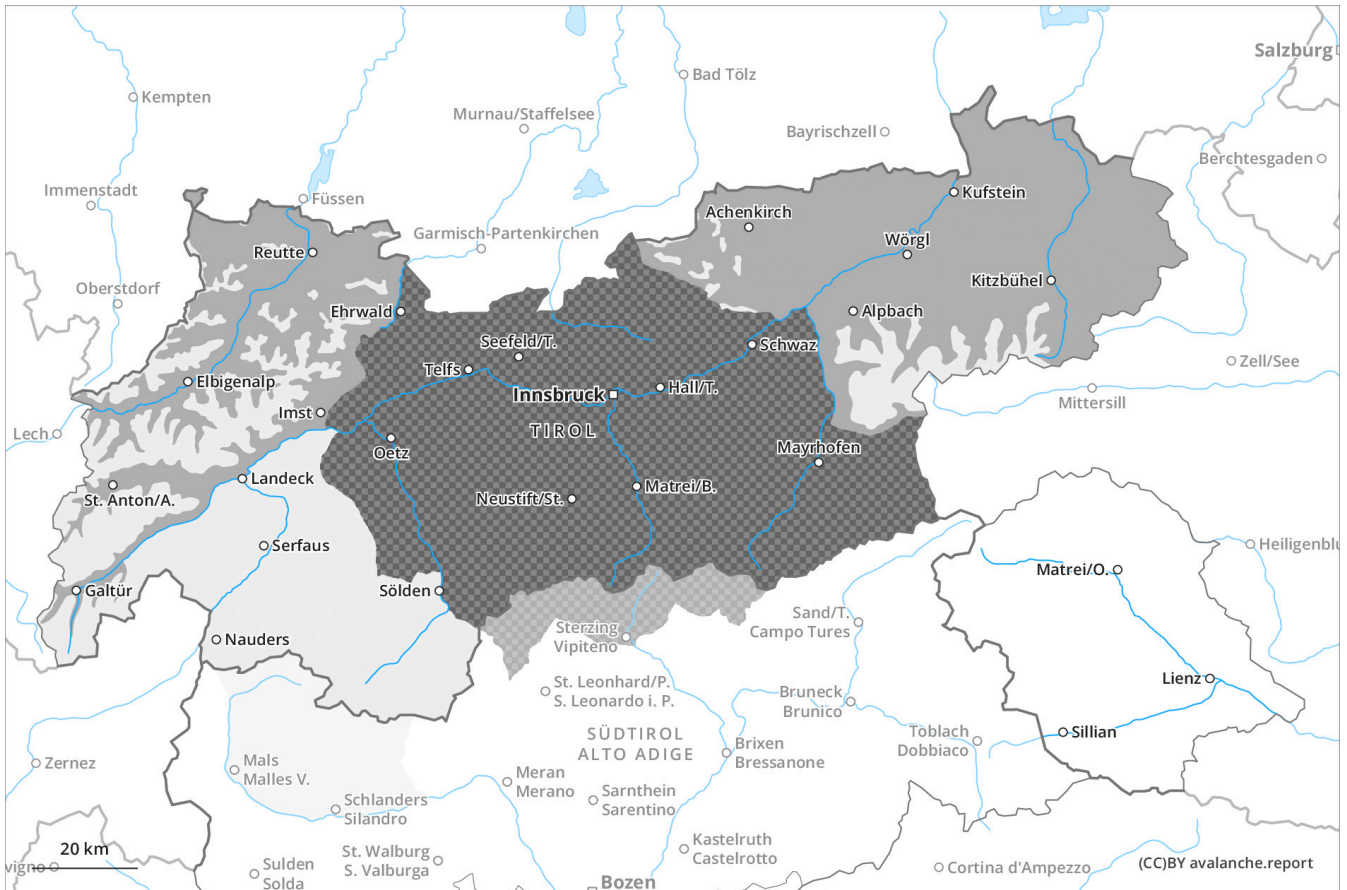 Salzburg
Bad Tölz
Kempten
Murnau/Staffelsee
Bayrischzell
Berchtesgaden
Immenstadt
Füssen
Kufstein
Achenkirch
Garmisch-Partenkirchen
Wörgl
Reutte
Kitzbühel
Oberstdorf
Ehrwald
Alpbach
Seefeld/T.
Schwaz
Zell/See
Telfs
Elbigenalp
Hall/T.
Innsbruck
Mittersill
Imst
TIROL
Lech
Oetz
Mayrhofen
Landeck
St. Anton/A.
Matrei/B.
Neustift/St.
Serfaus
Heiligenblu
Matrei/O.
Galtür
Sölden
Sand/T.
Campo Tures
Sterzing
Vipiteno
Nauders
Lienz
St. Leonhard/P.
S. Leonardo i. P.
Bruneck
Brunico
SÜDTIROL
ALTO ADIGE
Toblach
Dobbiaco
Sillian
Brixen
Bressanone
Zernez
Mals
Malles V.
Meran
Merano
Sarnthein
Sarentino
Schlanders
Silandro
Kastelruth
Castelrotto
20 km
St. Walburg
S. Valburga
vigno
Sulden
Solda
Cortina d'Ampezzo
(CC)BY avalanche.report
Bozen